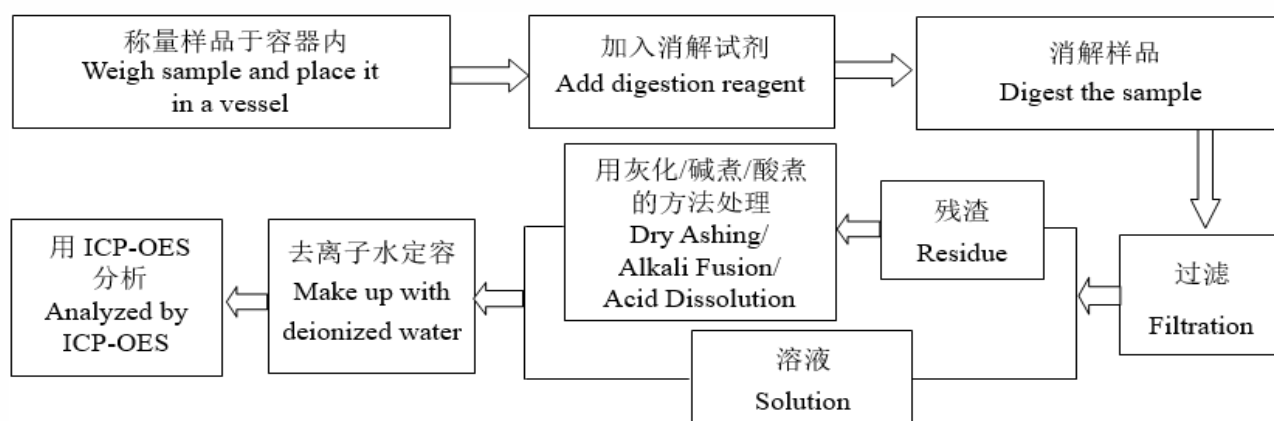 称量样品于容器内
Weigh sample and place it
in a vessel
加入消解试剂
Add digestion reagent
消解样品
Digest the sample
过滤
Filtration
残渣
Residue
用灰化/碱煮/酸煮
的方法处理
Dry Ashing/
Alkali Fusion/
Acid Dissolution
溶液
Solution
去离子水定容
Make up with
deionized water
用 ICP-OES
分析
Analyzed by
ICP-OES